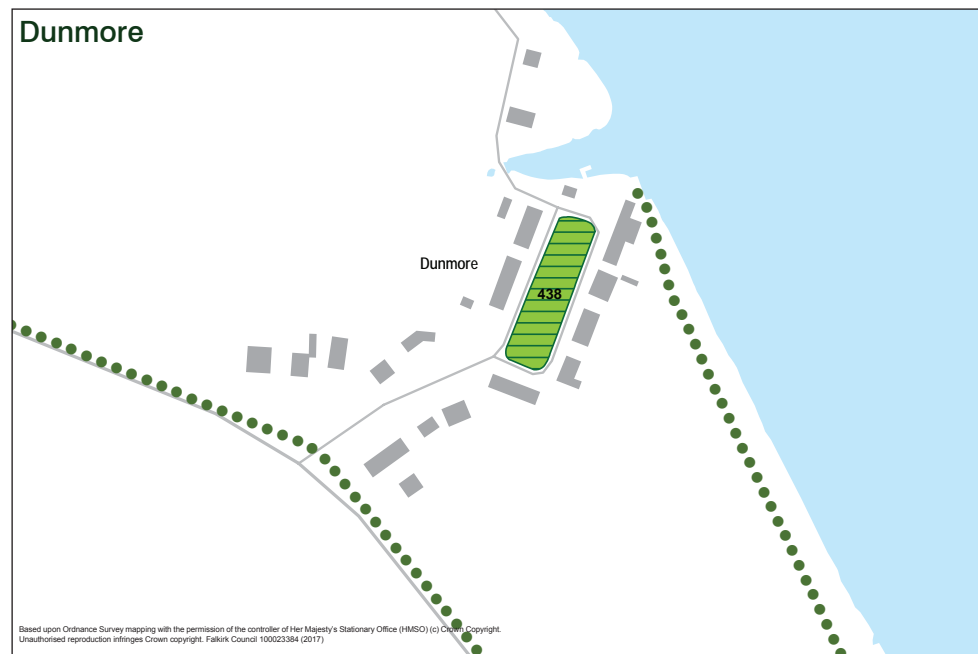 Dunmore
Dunmore
438
Based upon Ordnance Survey mapping with the permission of the controller of Her Majesty's Stationary Office (HMSO) (c) Crown Copyright.
Unauthorised reproduction infringes Crown copyright. Falkirk Council 100023384 (2017)